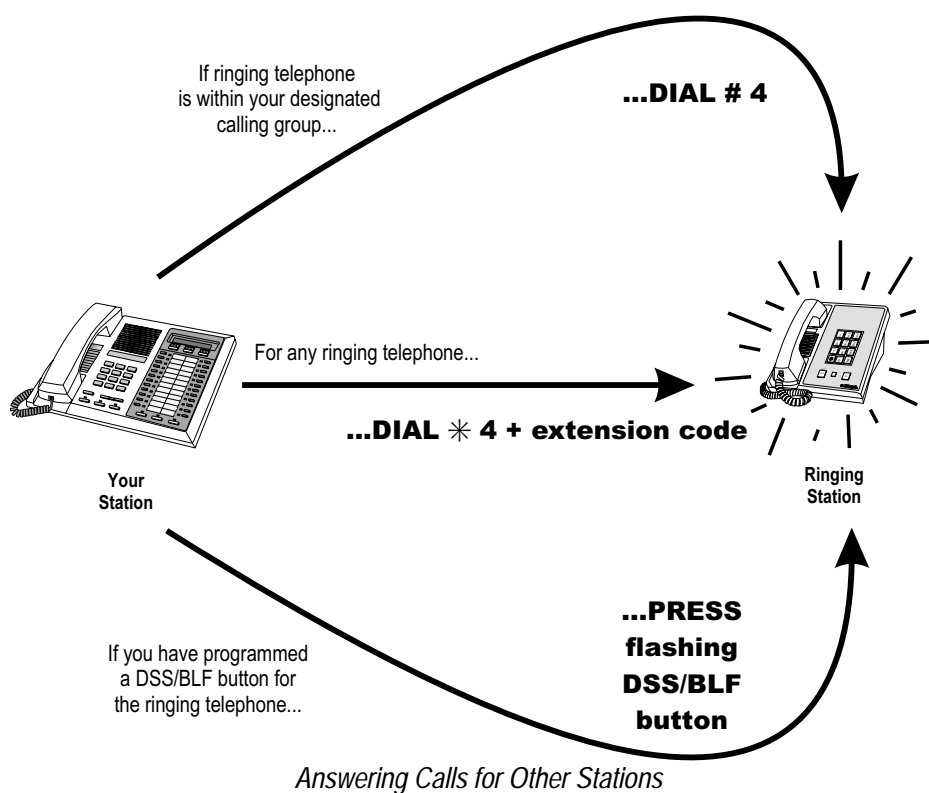 If ringing telephone
is within your designated
calling group...
...DIAL # 4
For any ringing telephone...
...DIAL ✳ 4 + extension code
Your
Station
Ringing
Station
If you have programmed
a DSS/BLF button for
the ringing telephone...
...PRESS
flashing
DSS/BLF
button
Answering Calls for Other Stations